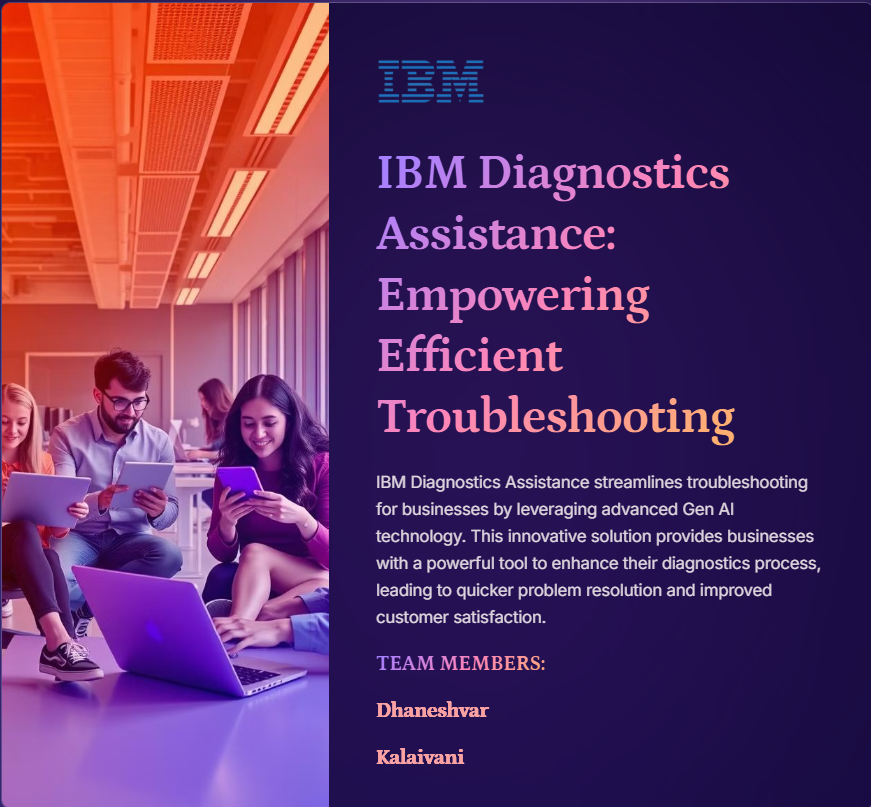 IBM
IBM Diagnostics
Assistance:
Empowering
Efficient
Troubleshooting
IBM Diagnostics Assistance streamlines troubleshooting
for businesses by leveraging advanced Gen AI
technology. This innovative solution provides businesses
with a powerful tool to enhance their diagnostics process,
leading to quicker problem resolution and improved
customer satisfaction.
TEAM MEMBERS:
Dhaneshvar
Kalaivani